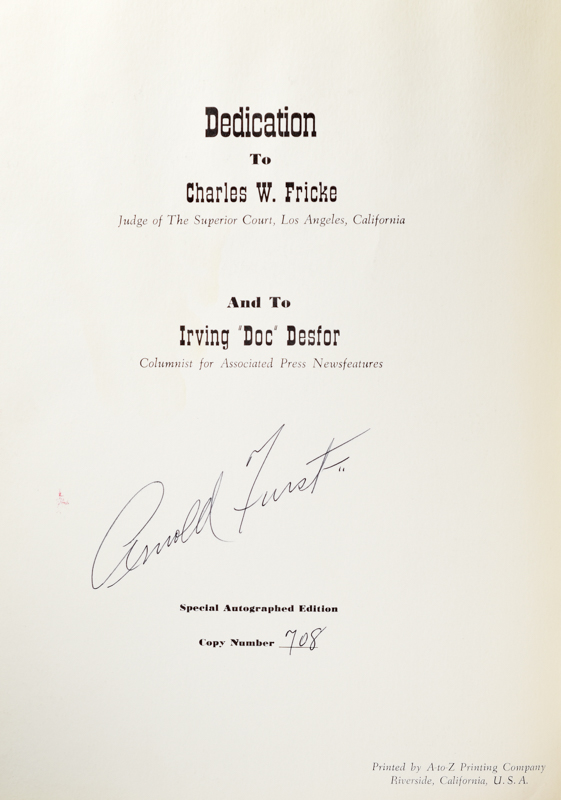 Dedication
To
Charles W. Fricke
Judge of The Superior Court, Los Angeles, California
And To
Irving "Doc" Desfor
Columnist for Associated Press Newsfeatures
Arnold Furst
Special Autographed Edition
Copy Number 708
Printed by A-to-Z Printing Company
Riverside, California, U. S. A.